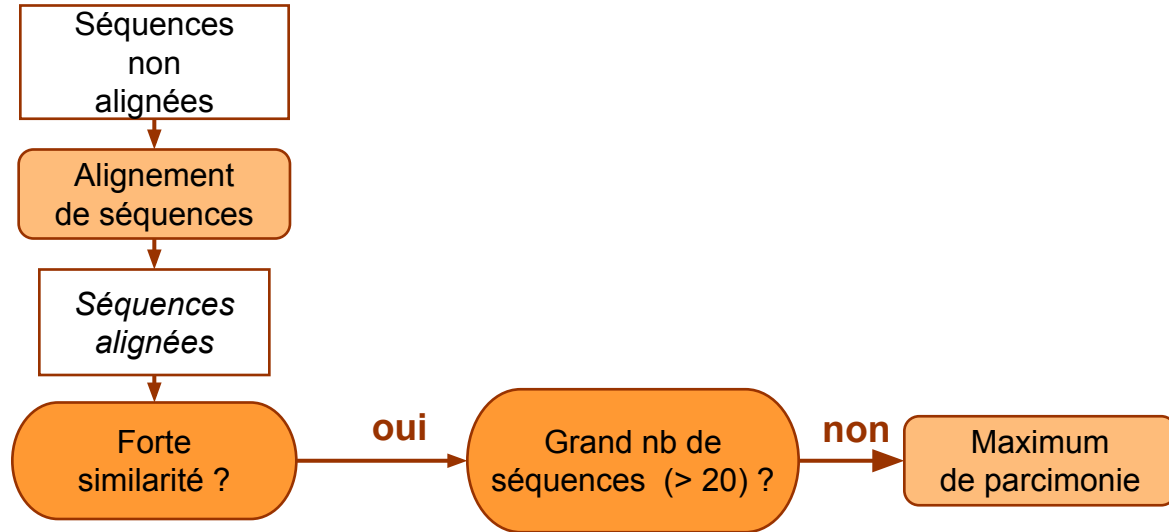 Séquences
non
alignées
Alignement
de séquences
Séquences
alignées
Forte
similarité ?
oui
Grand nb de
séquences (> 20) ?
non
Maximum
de parcimonie